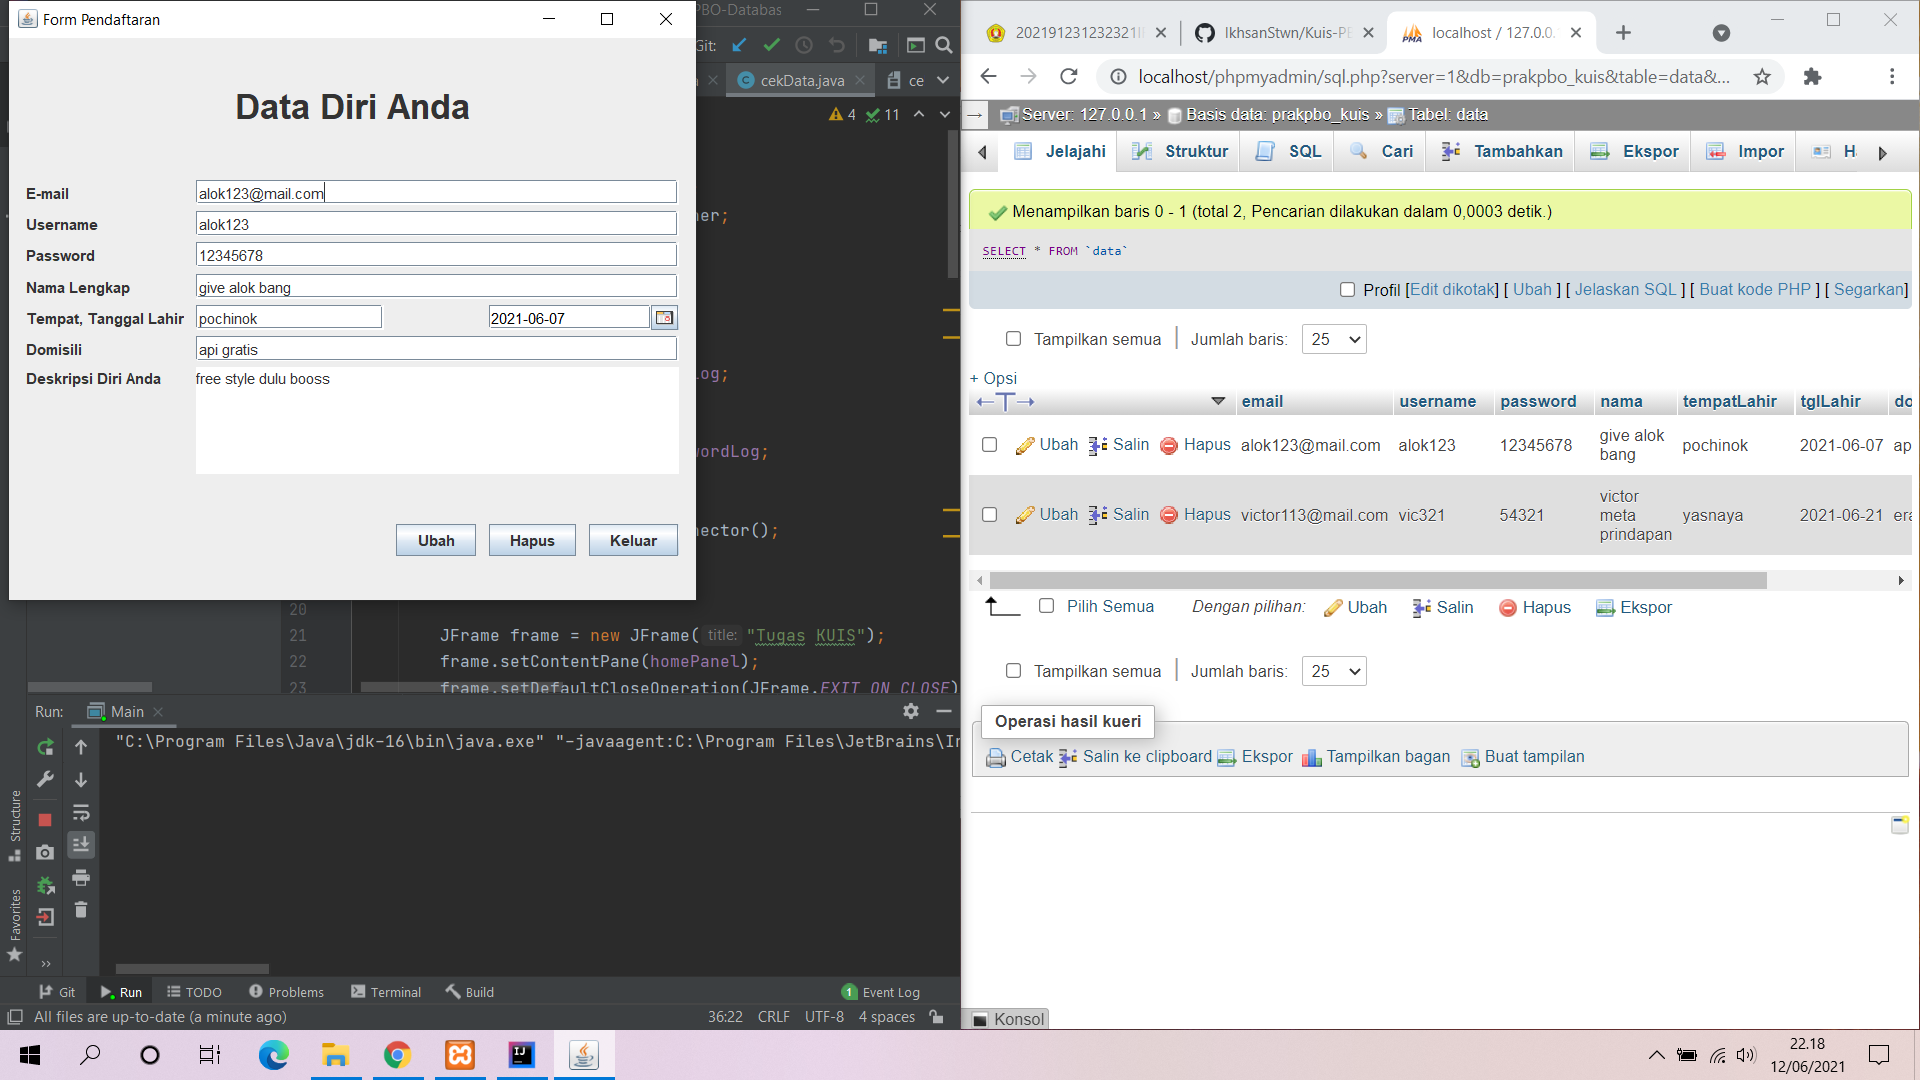 Form Pendaftaran
Data Diri Anda
E-mail
alok123@mail.com
Username
alok123
Password
12345678
Nama Lengkap
give alok bang
Tempat, Tanggal Lahir
pochinok
2021-06-07
Domisili
api gratis
Deskripsi Diri Anda
free style dulu booss
Ubah
Hapus
Keluar
PBO-Databas
Git:
cekData.java
ce
4
11
ner;
og;
ordLog;
nector();
20
21 JFrame frame = new JFrame( title: "Tugas KUIS");
22 frame.setContentPane(homePanel);
23 frame.setDefaultCloseOperation(JFrame.EXIT_ON_CLOSE)
Run:
Main
"C:\Program Files\Java\jdk-16\bin\java.exe" "-javaagent:C:\Program Files\JetBrains\In
Structure
Favorites
Git
Run
TODO
Problems
Terminal
Build
1 Event Log
All files are up-to-date (a minute ago)
36:22 CRLF UTF-8 4 spaces
IkhsanStwn/Kuis-PB
PMA
localhost / 127.0.0.
localhost/phpmyadmin/sql.php?server=1&db=prakpbo_kuis&table=data&...
Server: 127.0.0.1 » Basis data: prakpbo_kuis » Tabel: data
Jelajahi
Struktur
SQL
Cari
Tambahkan
Ekspor
Impor
H
Menampilkan baris 0 - 1 (total 2, Pencarian dilakukan dalam 0,0003 detik.)
SELECT * FROM `data`
Profil [Edit dikotak] [ Ubah ] [ Jelaskan SQL ] [ Buat kode PHP ] [ Segarkan]
Tampilkan semua
Jumlah baris:
25
+ Opsi
←T→
email
username
password
nama
tempatLahir
tglLahir
do
Ubah
Salin
Hapus
alok123@mail.com
alok123
12345678
give alok
bang
pochinok
2021-06-07
ap
Ubah
Salin
Hapus
victor113@mail.com
vic321
54321
victor
meta
prindapan
yasnaya
2021-06-21
era
Pilih Semua
Dengan pilihan:
Ubah
Salin
Hapus
Ekspor
Tampilkan semua
Jumlah baris:
25
Operasi hasil kueri
Cetak
Salin ke clipboard
Ekspor
Tampilkan bagan
Buat tampilan
Konsol
IJ
22.18
12/06/2021